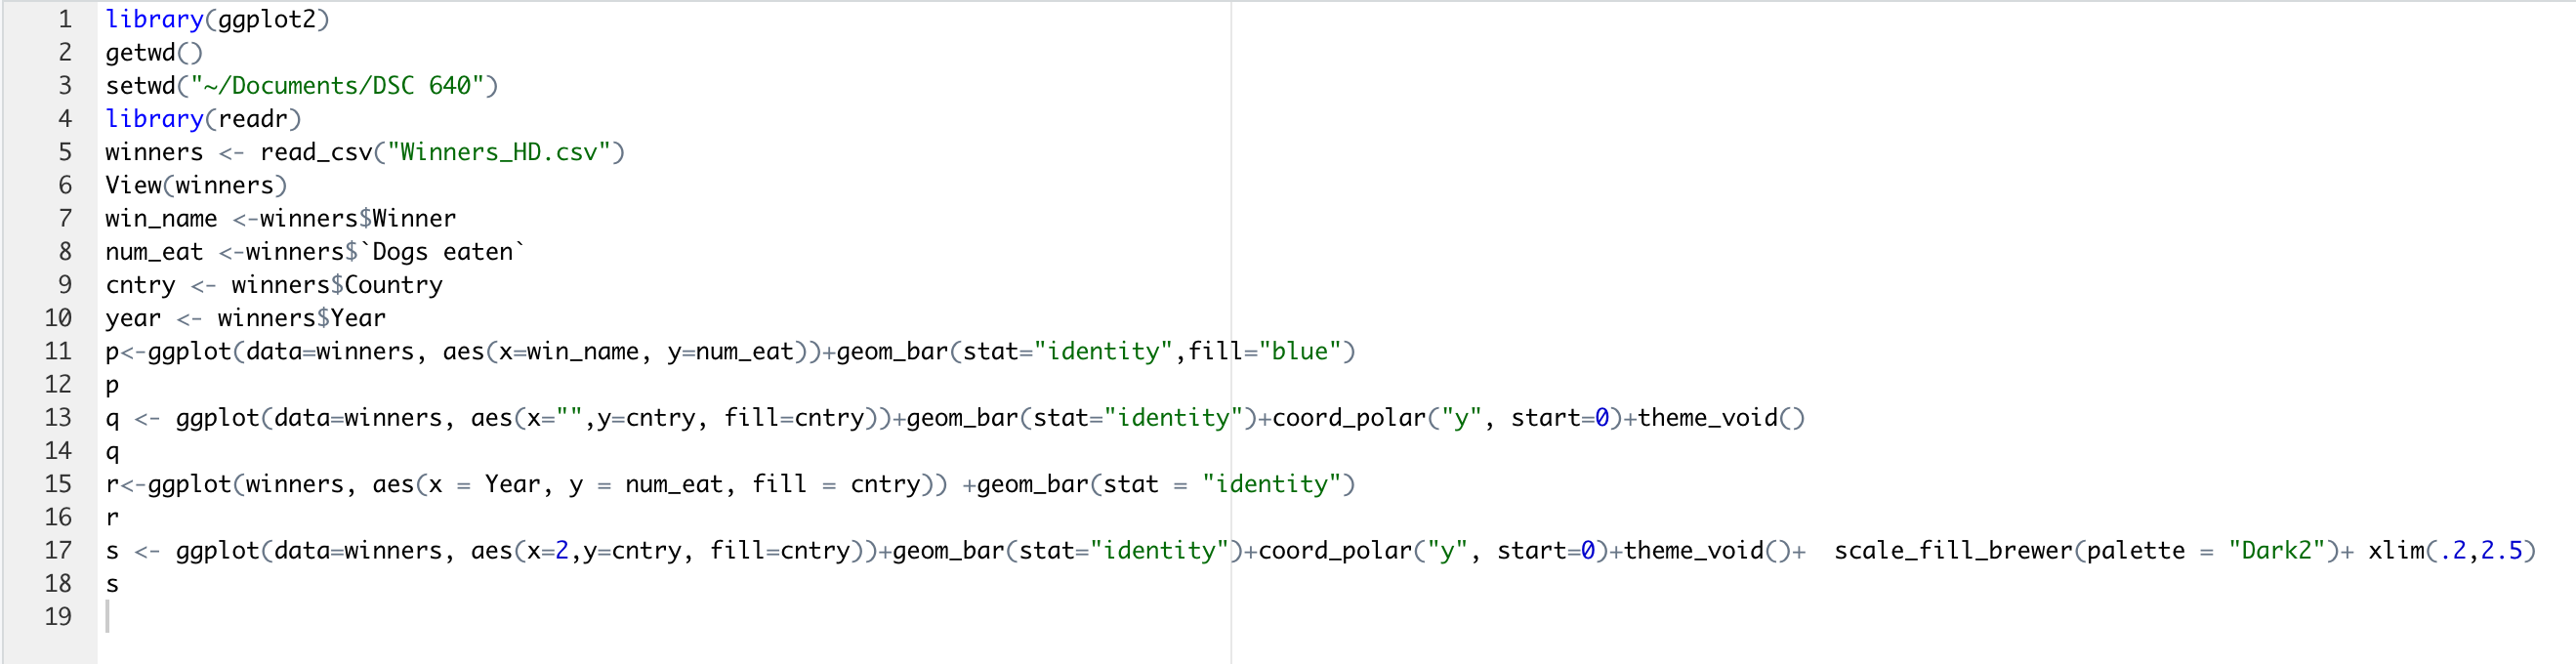 1 library(ggplot2)
2 getwd()
3 setwd("~/Documents/DSC 640")
4 library(readr)
5 winners <- read_csv("Winners_HD.csv")
6 View(winners)
7 win_name <-winners$Winner
8 num_eat <-winners$`Dogs eaten`
9 cntry <- winners$Country
10 year <- winners$Year
11 p<-ggplot(data=winners, aes(x=win_name, y=num_eat))+geom_bar(stat="identity",fill="blue")
12 p
13 q <- ggplot(data=winners, aes(x="",y=cntry, fill=cntry))+geom_bar(stat="identity")+coord_polar("y", start=0)+theme_void()
14 q
15 r<-ggplot(winners, aes(x = Year, y = num_eat, fill = cntry)) +geom_bar(stat = "identity")
16 r
17 s <- ggplot(data=winners, aes(x=2,y=cntry, fill=cntry))+geom_bar(stat="identity")+coord_polar("y", start=0)+theme_void()+  scale_fill_brewer(palette = "Dark2")+ xlim(.2,2.5)
18 s
19